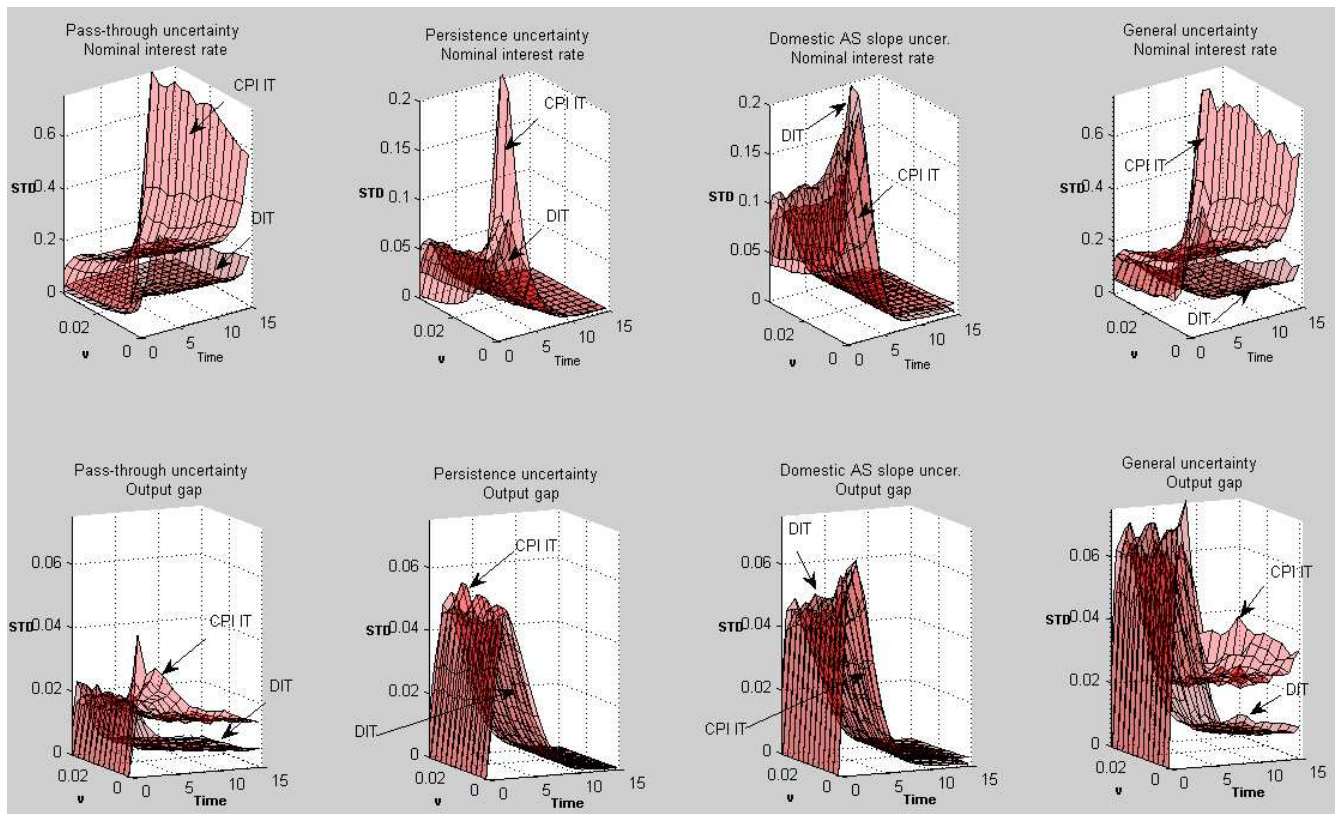 Pass-through uncertainty
Nominal interest rate
CPI IT
0.6
STD
0.4
DIT
0.2
0
0.02
0
0
5
10
15
υ
Time
Persistence uncertainty
Nominal interest rate
0.2
CPI IT
0.15
STD
0.1
DIT
0.05
0
0.02
0
0
5
10
15
υ
Time
Domestic AS slope uncer.
Nominal interest rate
0.2
DIT
0.15
CPI IT
STD
0.1
0.05
0
0.02
0
0
5
10
15
υ
Time
General uncertainty
Nominal interest rate
0.6
CPI IT
0.4
STD
0.2
0
DIT
0.02
0
0
5
10
15
υ
Time
Pass-through uncertainty
Output gap
0.06
0.04
STD
CPI IT
0.02
DIT
0
0.02
0
0
5
10
15
υ
Time
Persistence uncertainty
Output gap
CPI IT
0.06
0.04
STD
0.02
DIT
0
0.02
0
0
5
10
15
υ
Time
Domestic AS slope uncer.
Output gap
DIT
0.06
0.04
STD
0.02
CPI IT
0
0.02
0
0
5
10
15
υ
Time
General uncertainty
Output gap
0.06
CPI IT
0.04
STD
0.02
DIT
0
0.02
0
0
5
10
15
υ
Time